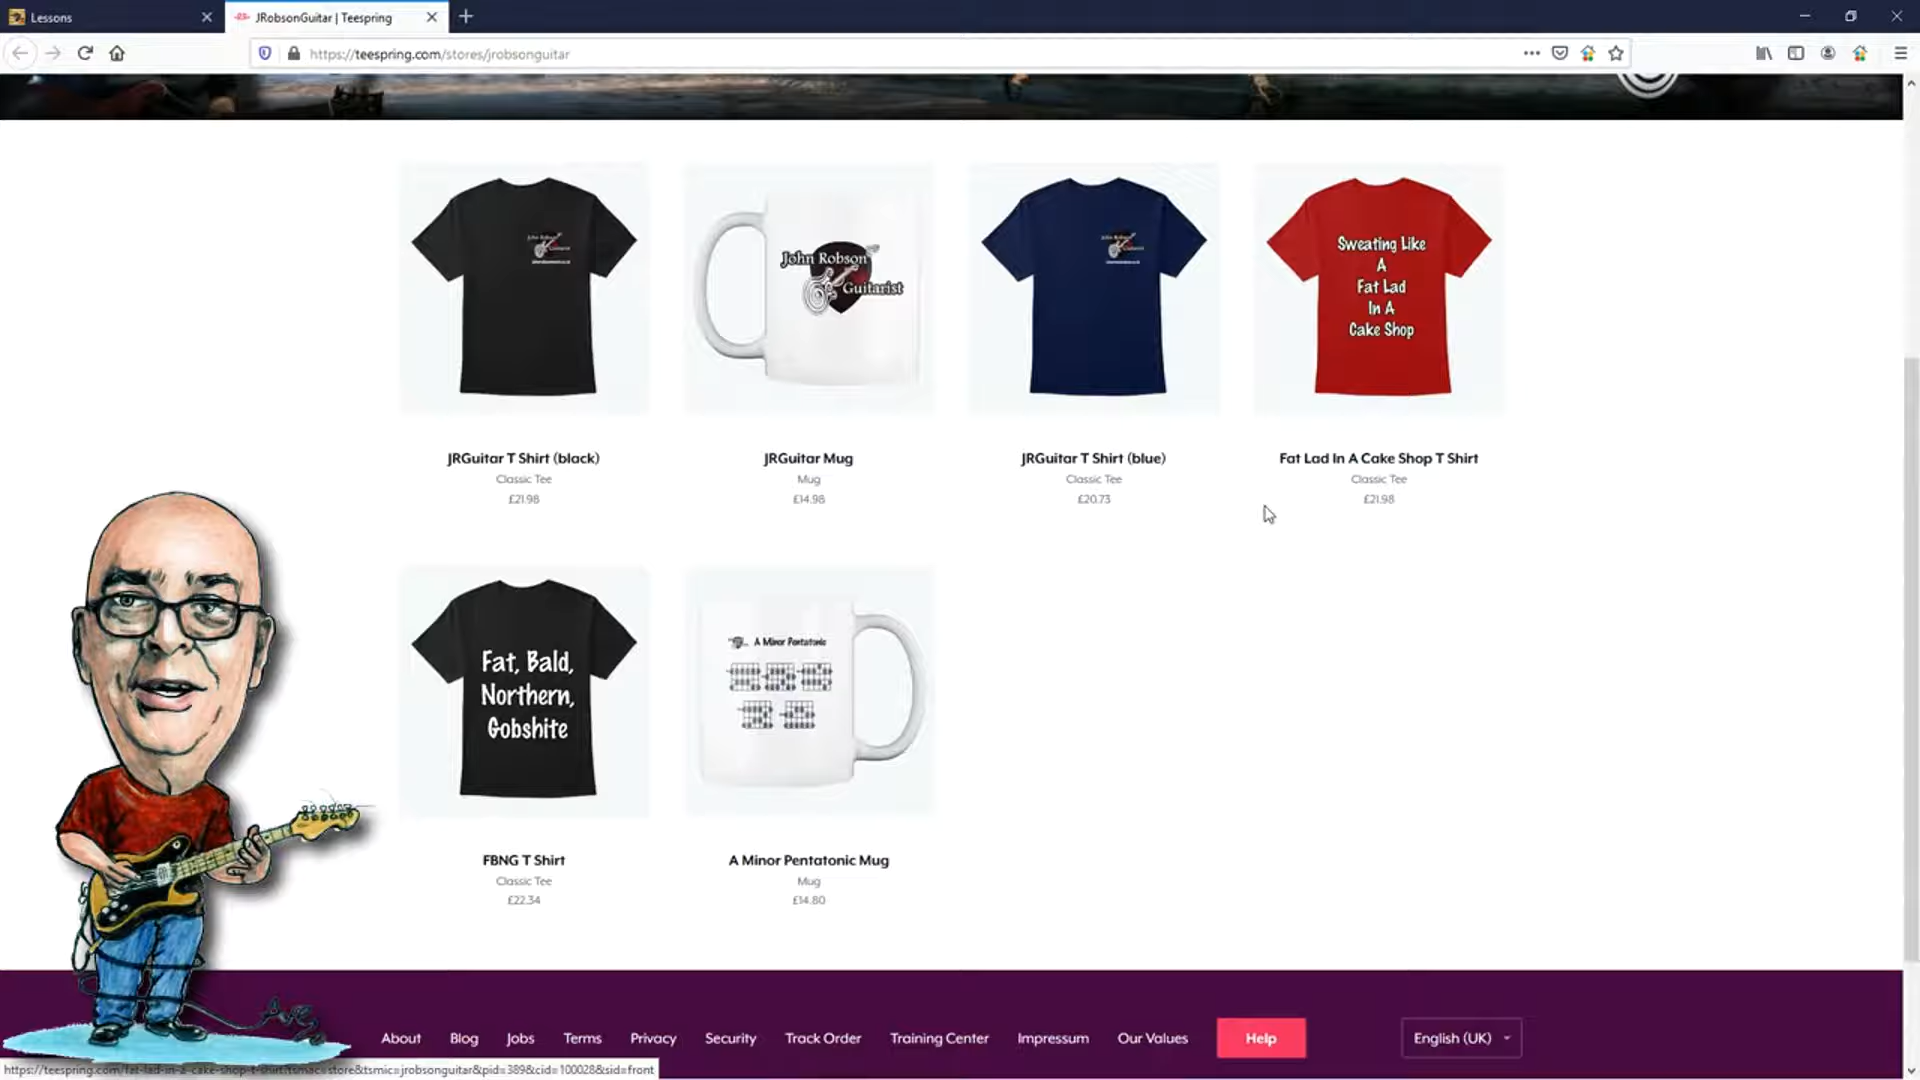 Lessons
JRobsonGuitar | Teespring
https://teespring.com/stores/jrobsonguitar
John Robson
Guitarist
Sweating Like
A
Fat Lad
In A
Cake Shop
JRGuitar T Shirt (black)
Classic Tee
£21.98
JRGuitar Mug
Mug
£14.98
JRGuitar T Shirt (blue)
Classic Tee
£20.73
Fat Lad In A Cake Shop T Shirt
Classic Tee
£21.98
Fat, Bald,
Northern,
Gobshite
A Minor Pentatonic
FBNG T Shirt
Classic Tee
£22.34
A Minor Pentatonic Mug
Mug
£14.80
About Blog Jobs Terms Privacy Security Track Order Training Center Impressum Our Values Help English (UK)